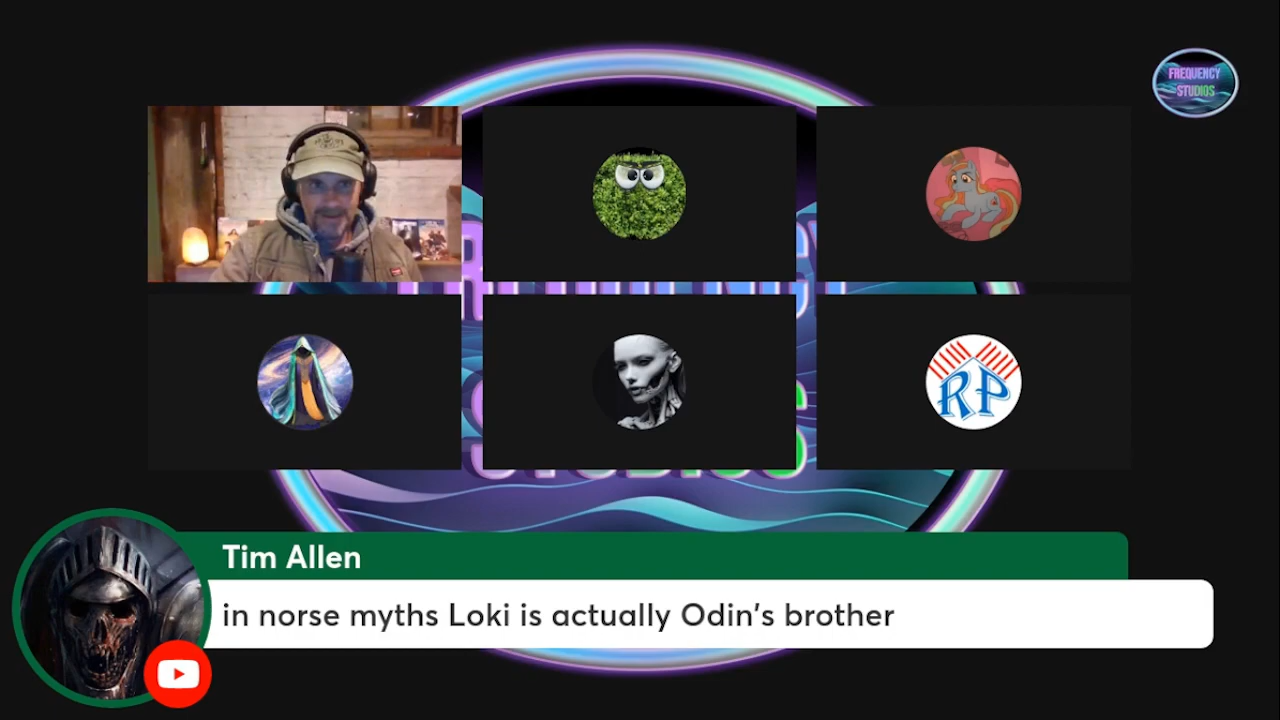 FREQUENCY
STUDIOS
RP
Tim Allen
in norse myths Loki is actually Odin's brother